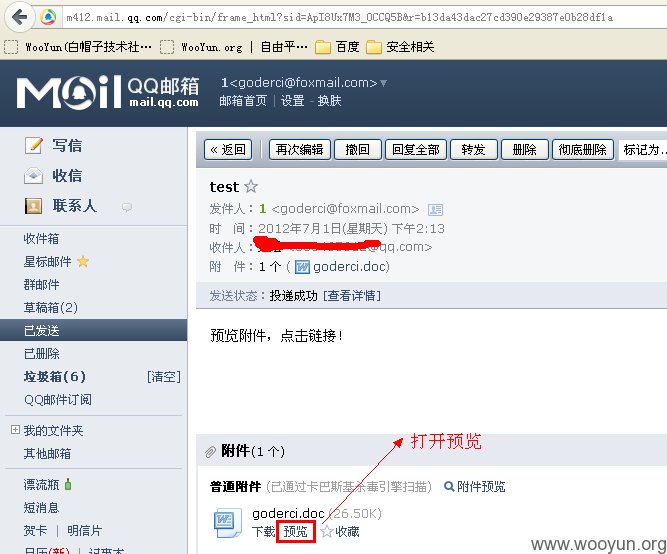 m412.mail.qq.com/cgi-bin/frame_html?sid=ApI8Ux7M3_OCCQ5B&r=b13da43dac27cd390e29387e0b28df1a
WooYun(白帽子技术社… WooYun.org | 自由平… 百度 安全相关
Mail QQ邮箱
mail.qq.com
1<goderci@foxmail.com>
邮箱首页 | 设置 - 换肤
写信
收信
联系人
收件箱
星标邮件
群邮件
草稿箱(2)
已发送
已删除
垃圾箱(6) [清空]
QQ邮件订阅
我的文件夹
其他邮箱
漂流瓶
短消息
贺卡 | 明信片
日历(新) | 记事本
« 返回 再次编辑 撤回 回复全部 转发 删除 彻底删除 标记为…
test
发件人：1 <goderci@foxmail.com>
时 间：2012年7月1日(星期天) 下午2:13
收件人： @qq.com>
附 件：1 个 ( goderci.doc)
发送状态：投递成功 [查看详情]
预览附件，点击链接！
附件(1 个)
打开预览
普通附件 (已通过卡巴斯基杀毒引擎扫描) 附件预览
goderci.doc (26.50K)
下载 预览 收藏
www.wooyun.org